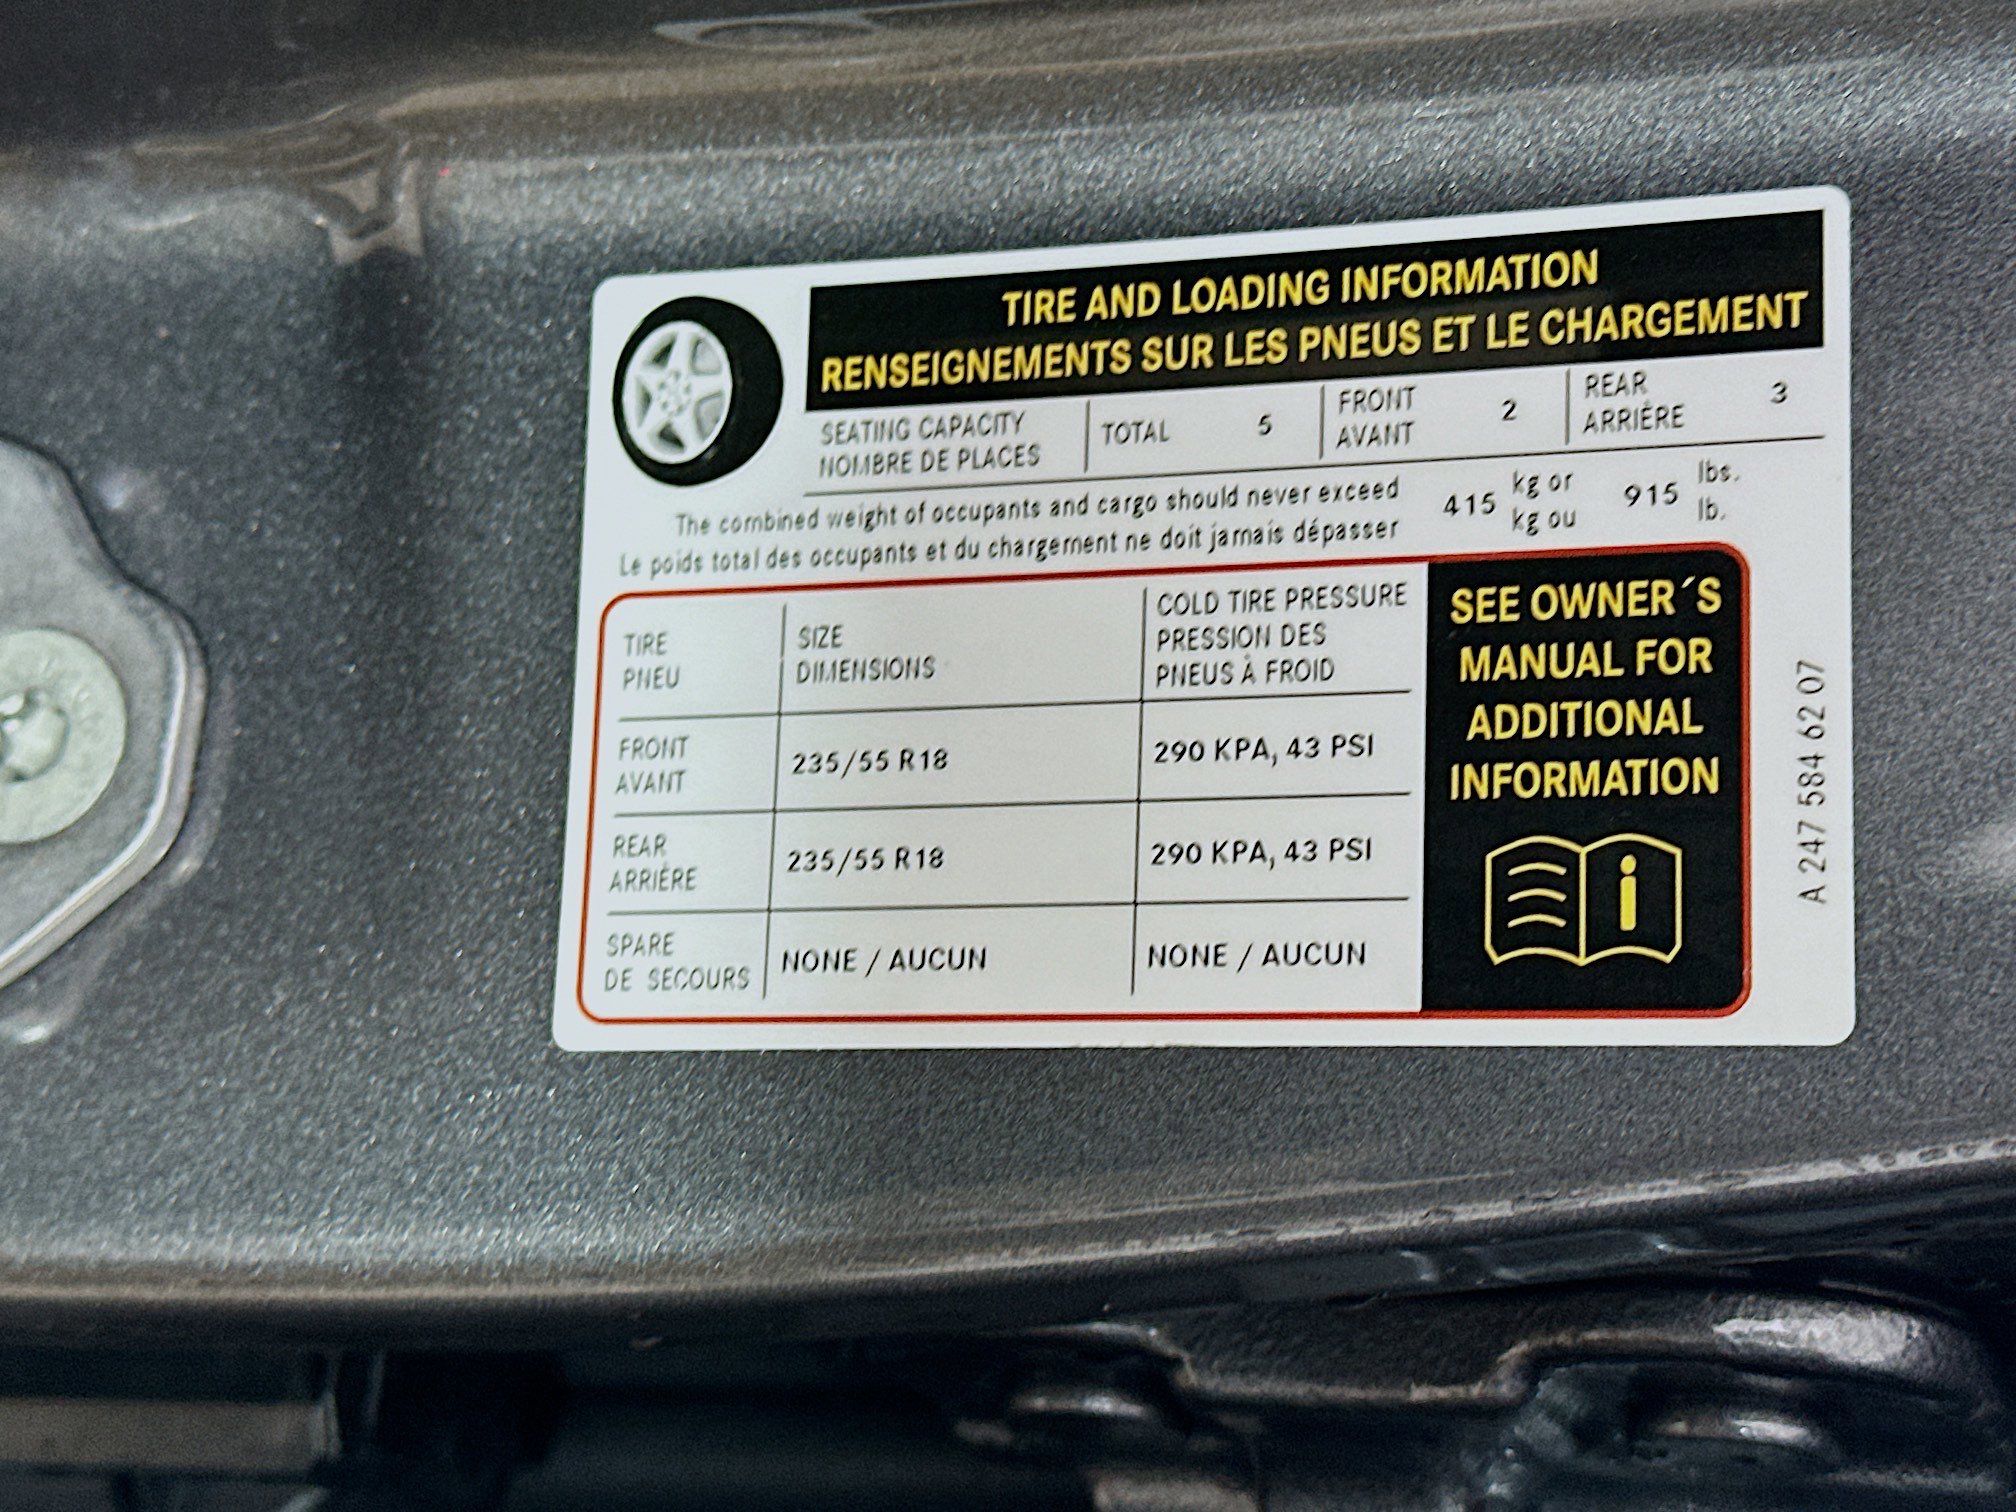 TIRE AND LOADING INFORMATION
RENSEIGNEMENTS SUR LES PNEUS ET LE CHARGEMENT
SEATING CAPACITY
NOMBRE DE PLACES
TOTAL 5
FRONT
AVANT
2
REAR
ARRIÈRE
3
The combined weight of occupants and cargo should never exceed
Le poids total des occupants et du chargement ne doit jamais dépasser
415
kg or
kg ou
915
lbs.
lb.
TIRE
PNEU
SIZE
DIMENSIONS
COLD TIRE PRESSURE
PRESSION DES
PNEUS À FROID
FRONT
AVANT
235/55 R18
290 KPA, 43 PSI
REAR
ARRIÈRE
235/55 R18
290 KPA, 43 PSI
SPARE
DE SECOURS
NONE / AUCUN
NONE / AUCUN
SEE OWNER´S
MANUAL FOR
ADDITIONAL
INFORMATION
i
A 247 584 62 07